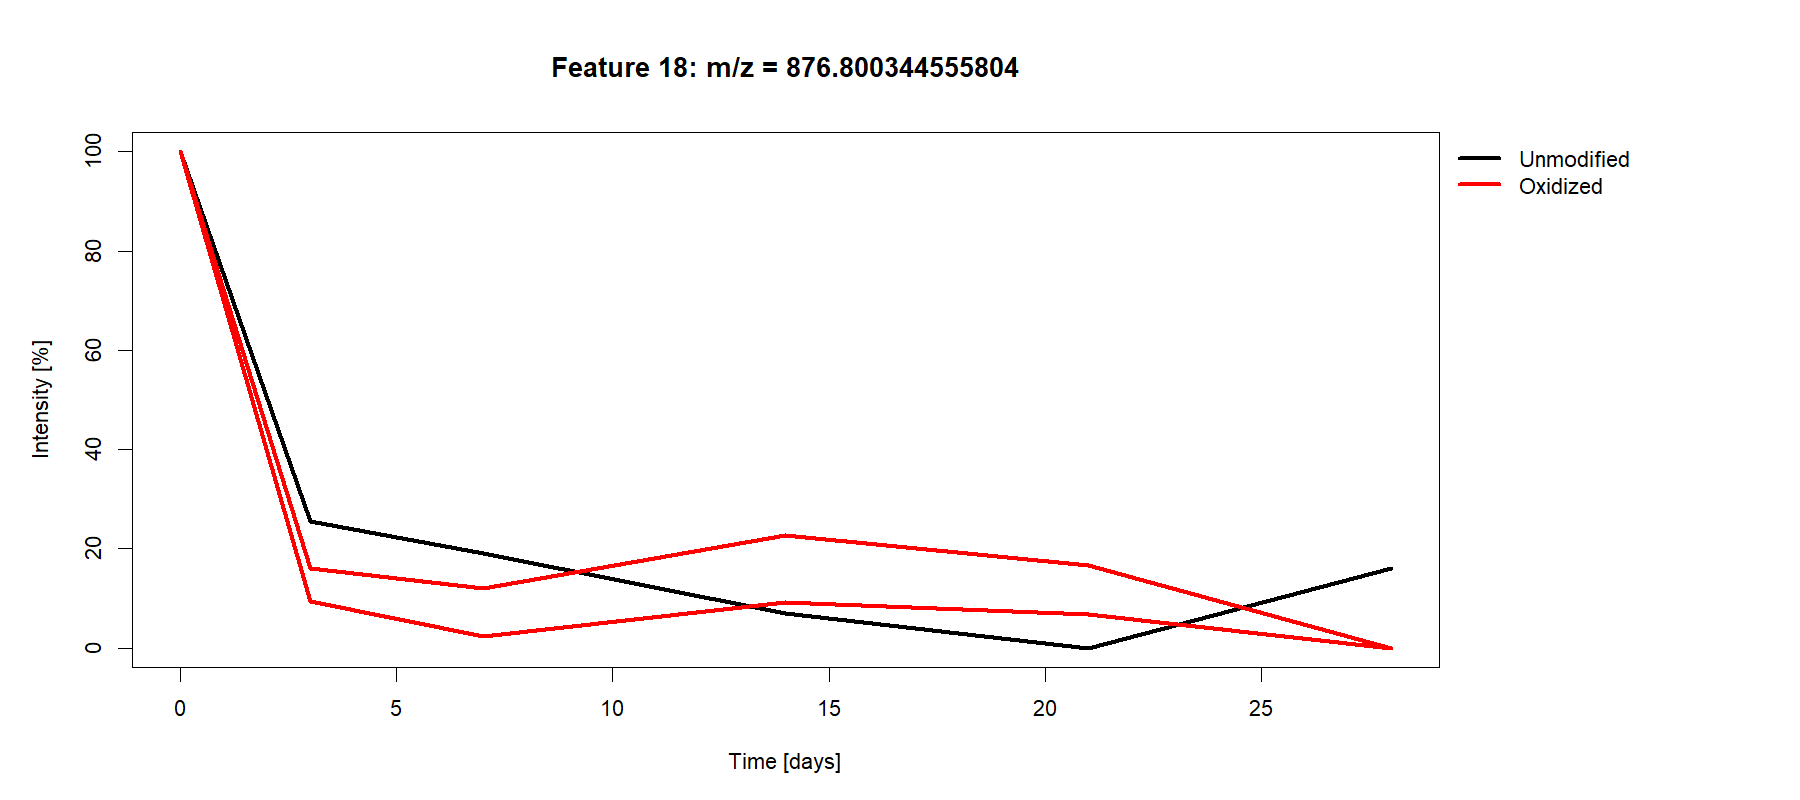 Feature 18: m/z = 876.800344555804
Unmodified
Oxidized
Intensity [%]
100
80
60
40
20
0
0 5 10 15 20 25
Time [days]